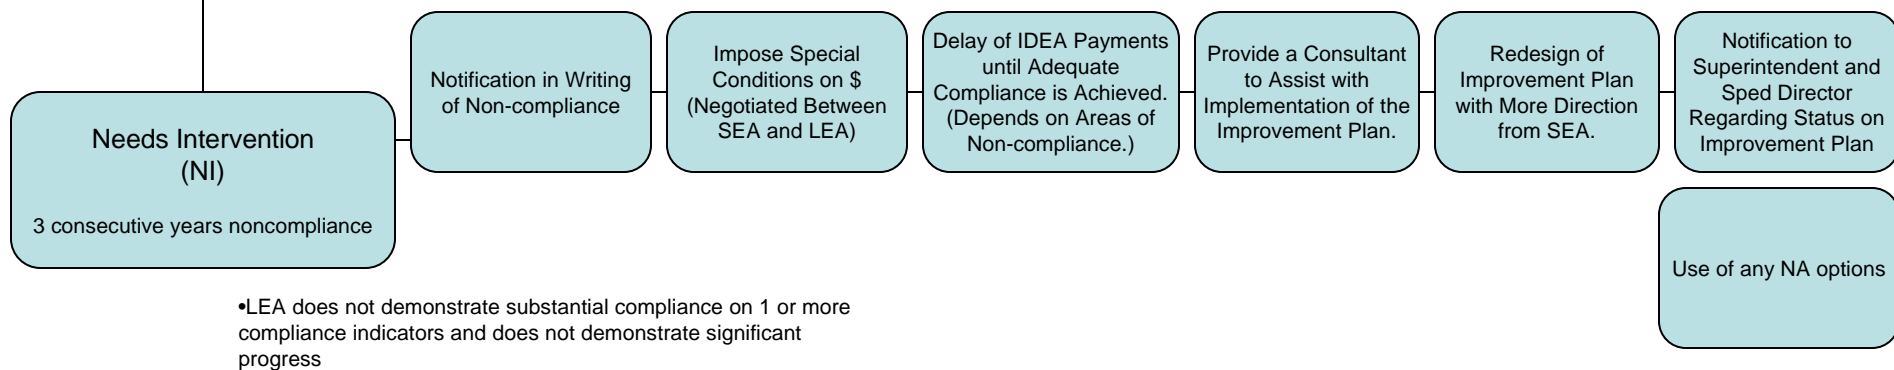 Needs Intervention
(NI)
3 consecutive years noncompliance
Notification in Writing
of Non-compliance
Impose Special
Conditions on $
(Negotiated Between
SEA and LEA)
Delay of IDEA Payments
until Adequate
Compliance is Achieved.
(Depends on Areas of
Non-compliance.)
Provide a Consultant
to Assist with
Implementation of the
Improvement Plan.
Redesign of
Improvement Plan
with More Direction
from SEA.
Notification to
Superintendent and
Sped Director
Regarding Status on
Improvement Plan
Use of any NA options
•LEA does not demonstrate substantial compliance on 1 or more
compliance indicators and does not demonstrate significant
progress